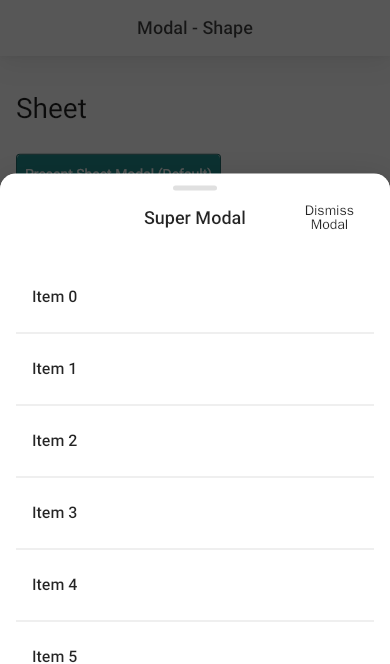 Modal - Shape
Sheet
Present Sheet Modal (Default)
Super Modal
Dismiss
Modal
Item 0
Item 1
Item 2
Item 3
Item 4
Item 5